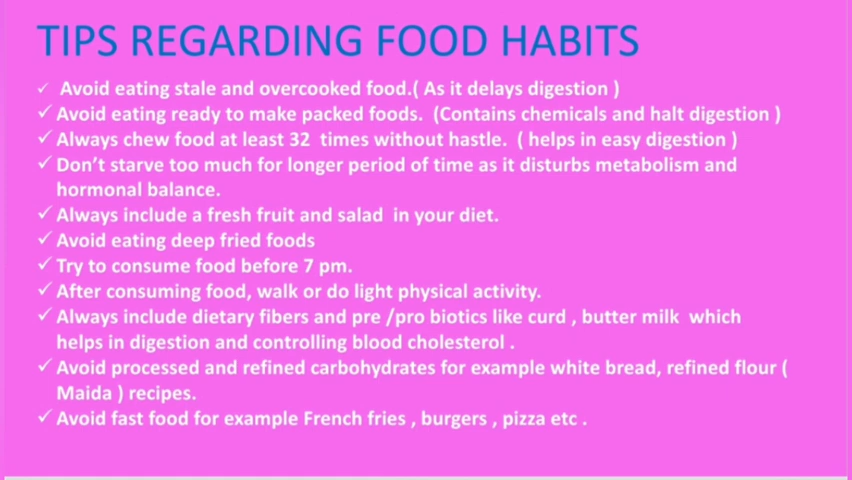 TIPS REGARDING FOOD HABITS
✓ Avoid eating stale and overcooked food.( As it delays digestion )
✓ Avoid eating ready to make packed foods. (Contains chemicals and halt digestion )
✓ Always chew food at least 32 times without hastle. ( helps in easy digestion )
✓ Don't starve too much for longer period of time as it disturbs metabolism and
hormonal balance.
✓ Always include a fresh fruit and salad in your diet.
✓ Avoid eating deep fried foods
✓ Try to consume food before 7 pm.
✓ After consuming food, walk or do light physical activity.
✓ Always include dietary fibers and pre /pro biotics like curd , butter milk which
helps in digestion and controlling blood cholesterol .
✓ Avoid processed and refined carbohydrates for example white bread, refined flour (
Maida ) recipes.
✓ Avoid fast food for example French fries , burgers , pizza etc .